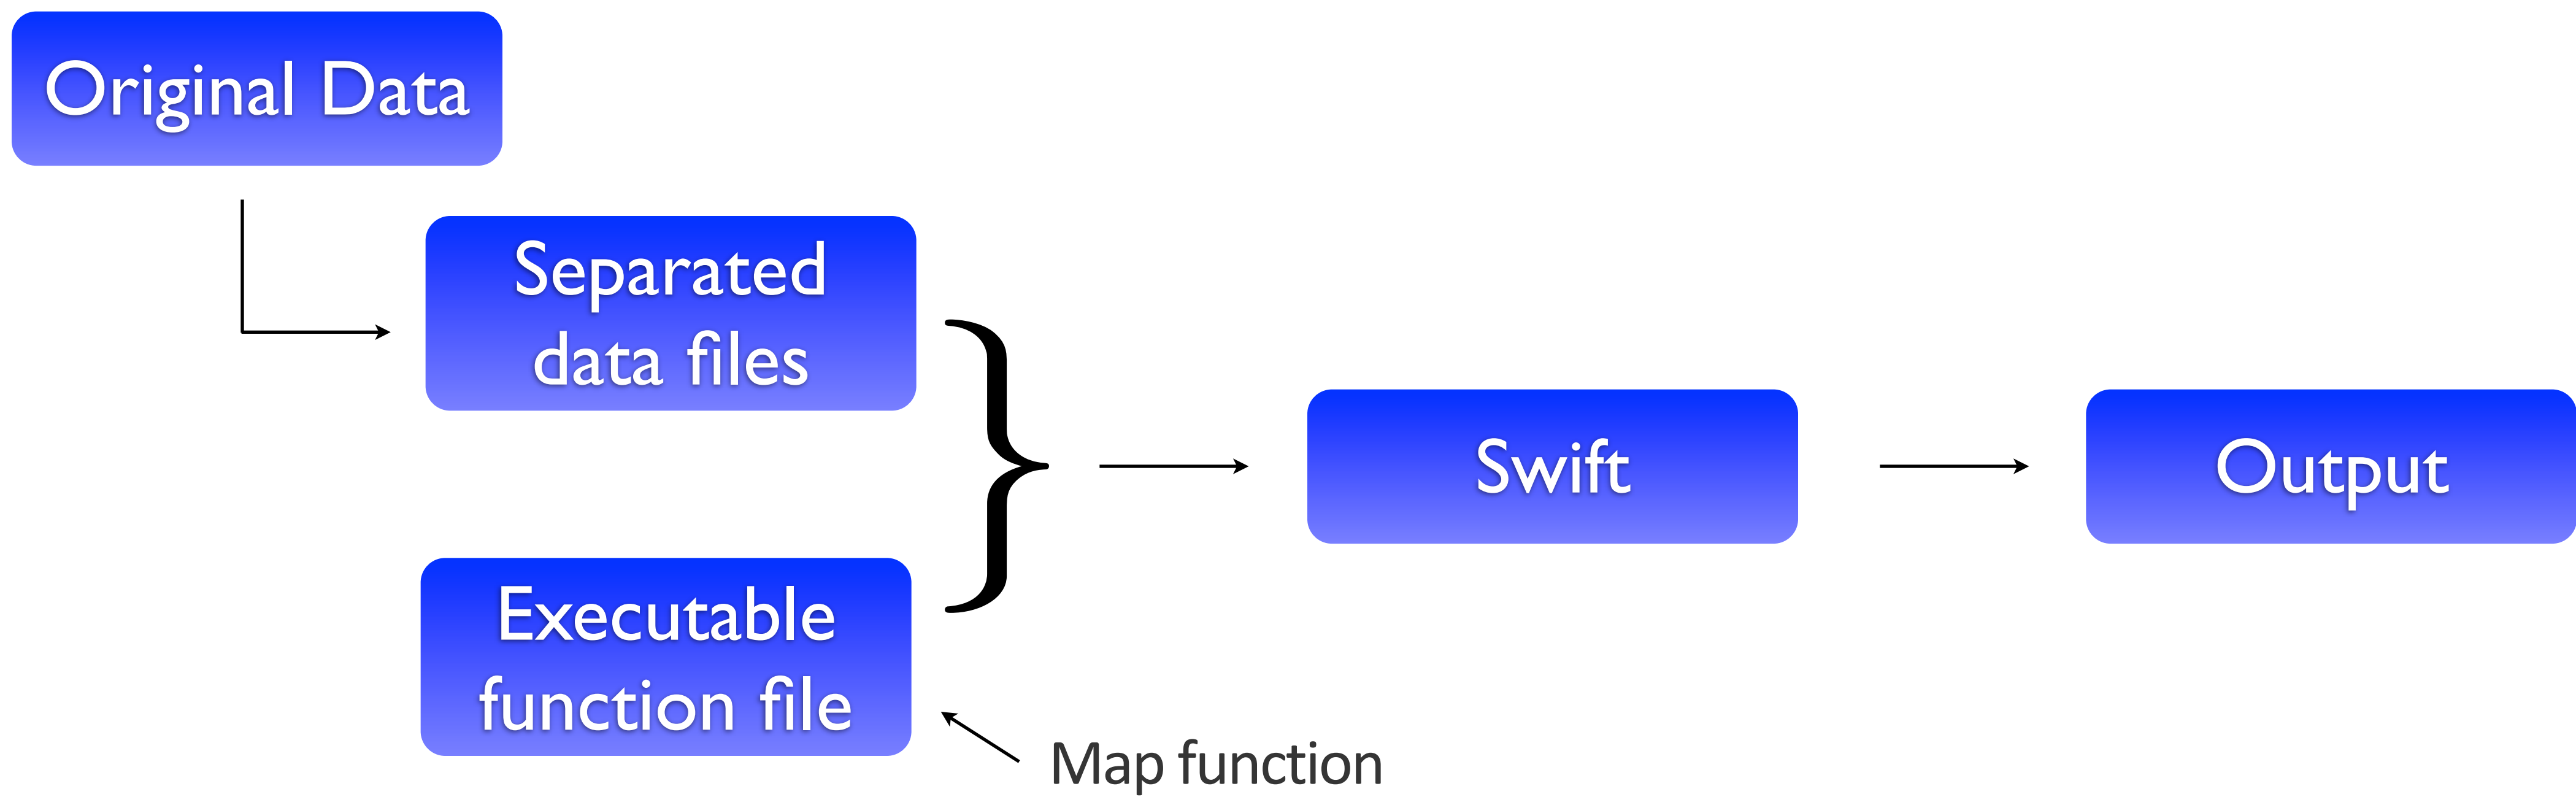 Original Data
Separated
data files
Swift
Output
Executable
function file
Map function